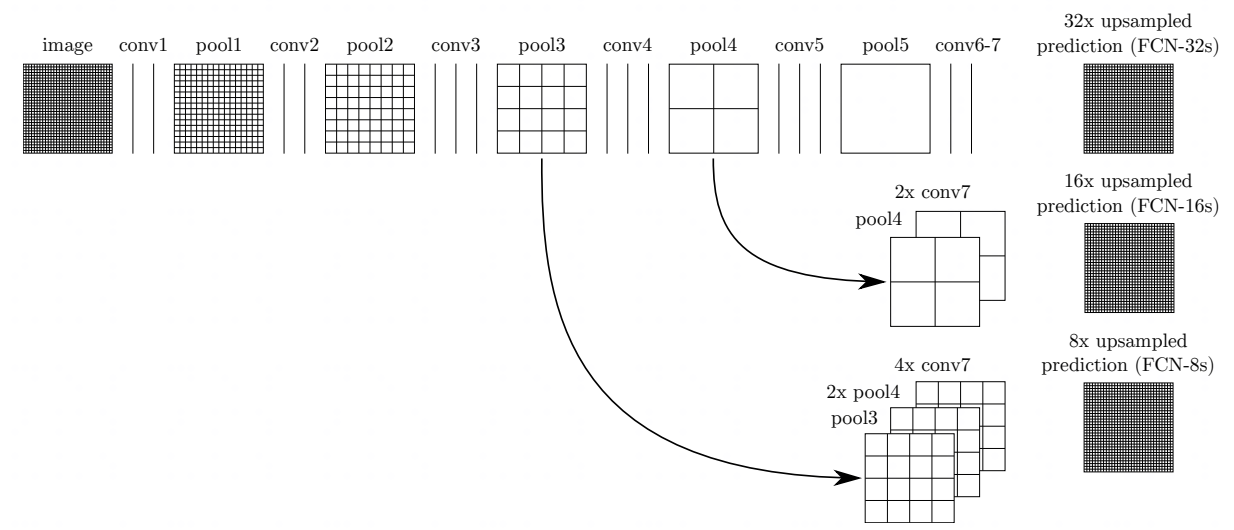 image conv1 pool1 conv2 pool2 conv3 pool3 conv4 pool4 conv5 pool5 conv6-7
32x upsampled
prediction (FCN-32s)
2x conv7
pool4
16x upsampled
prediction (FCN-16s)
4x conv7
2x pool4
pool3
8x upsampled
prediction (FCN-8s)